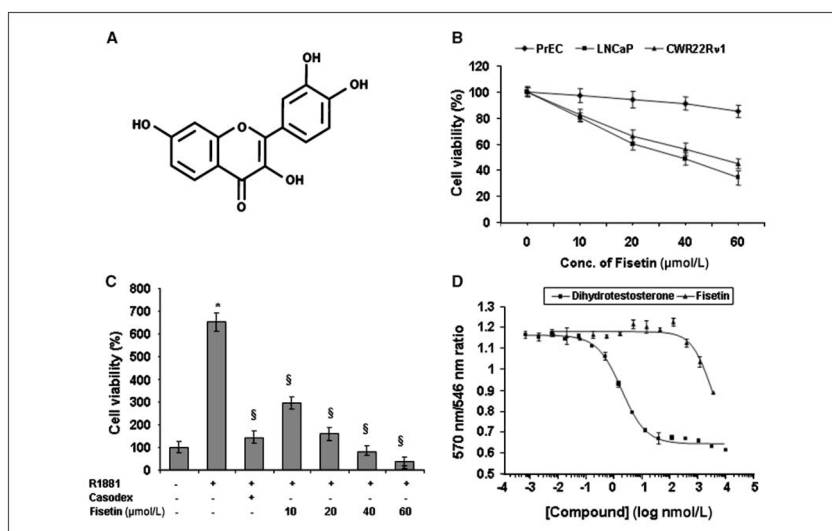 A
OH
OH
HO
O
OH
O
B
PrEC LNCaP CWR22Rν1
Cell viability (%)
120
100
80
60
40
20
0
0 10 20 40 60
Conc. of Fisetin (µmol/L)
C
Cell viability (%)
800
700
600
500
400
300
200
100
0
*
§
§
§
§
§
R1881 - + + + + + +
Casodex - - + - - - -
Fisetin (µmol/L) - - - 10 20 40 60
D
Dihydrotestosterone Fisetin
570 nm/546 nm ratio
1.3
1.2
1.1
1.2
0.9
0.8
0.7
0.6
0.5
-3 -2 -1 0 1 2 3 4 5
[Compound] (log nmol/L)